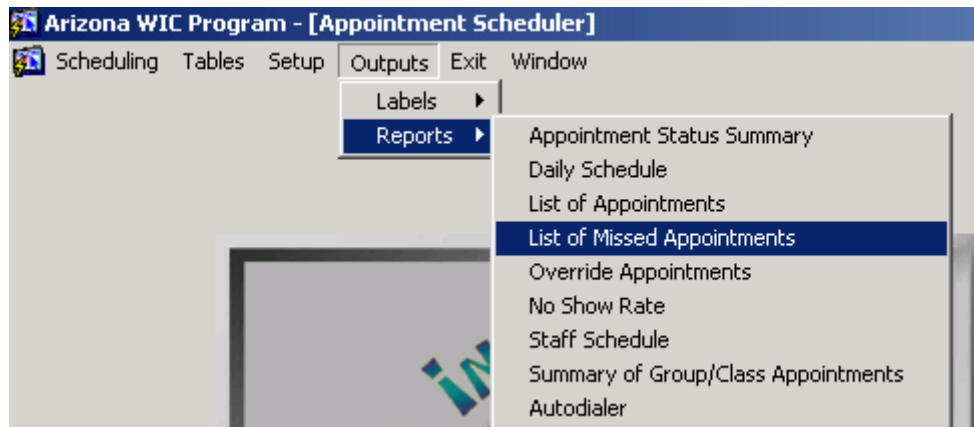 Arizona WIC Program - [Appointment Scheduler]
Scheduling Tables Setup Outputs Exit Window
Labels
Reports
Appointment Status Summary
Daily Schedule
List of Appointments
List of Missed Appointments
Override Appointments
No Show Rate
Staff Schedule
Summary of Group/Class Appointments
Autodialer